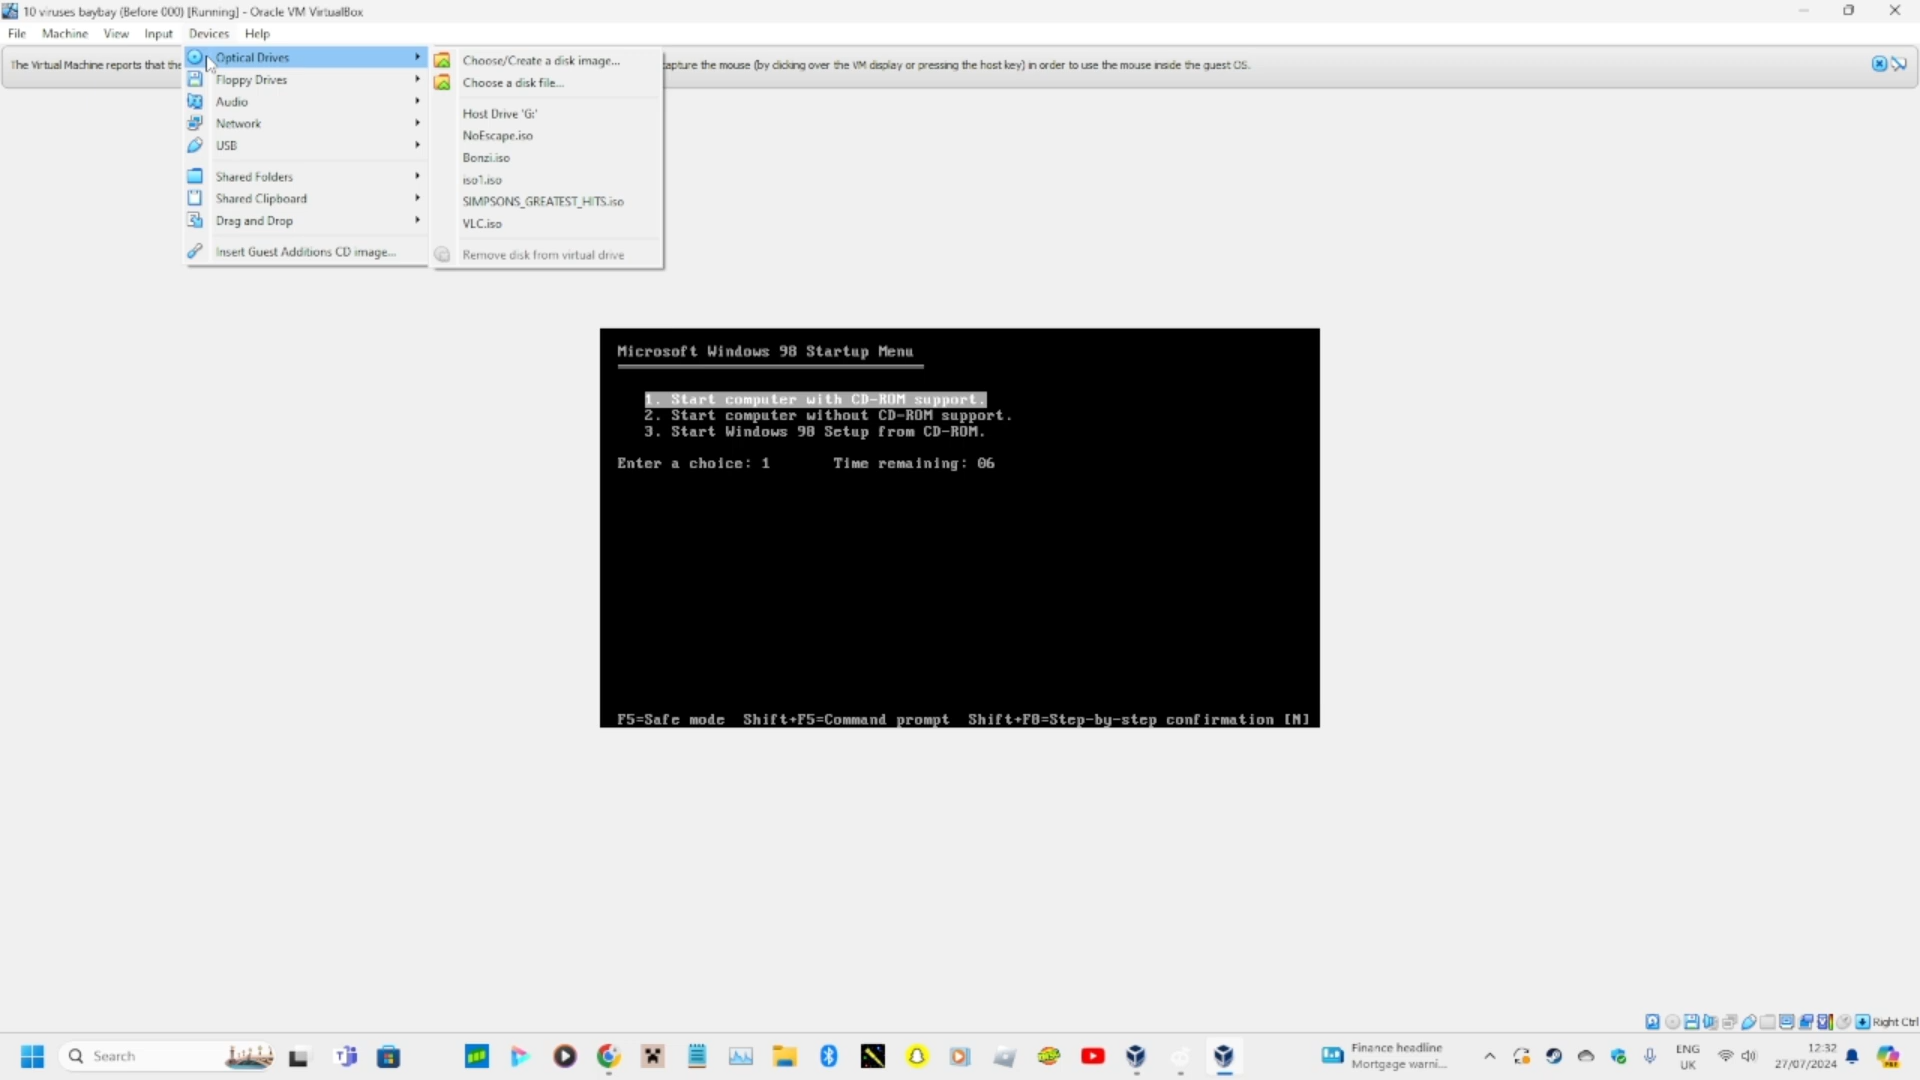 10 viruses baybay (Before 000) [Running] - Oracle VM VirtualBox
File Machine View Input Devices Help
The Virtual Machine reports that the
capture the mouse (by clicking over the VM display or pressing the host key) in order to use the mouse inside the guest OS.
Optical Drives
Floppy Drives
Audio
Network
USB
Shared Folders
Shared Clipboard
Drag and Drop
Insert Guest Additions CD image...
Choose/Create a disk image...
Choose a disk file...
Host Drive 'G:'
NoEscape.iso
Bonzi.iso
iso1.iso
SIMPSONS_GREATEST_HITS.iso
VLC.iso
Remove disk from virtual drive
Microsoft Windows 98 Startup Menu
1. Start computer with CD-ROM support.
2. Start computer without CD-ROM support.
3. Start Windows 98 Setup from CD-ROM.
Enter a choice: 1 Time remaining: 06
F5=Safe mode Shift+F5=Command prompt Shift+F8=Step-by-step confirmation [N]
Right Ctrl
Search
Finance headline
Mortgage warni...
ENG
UK
12:32
27/07/2024